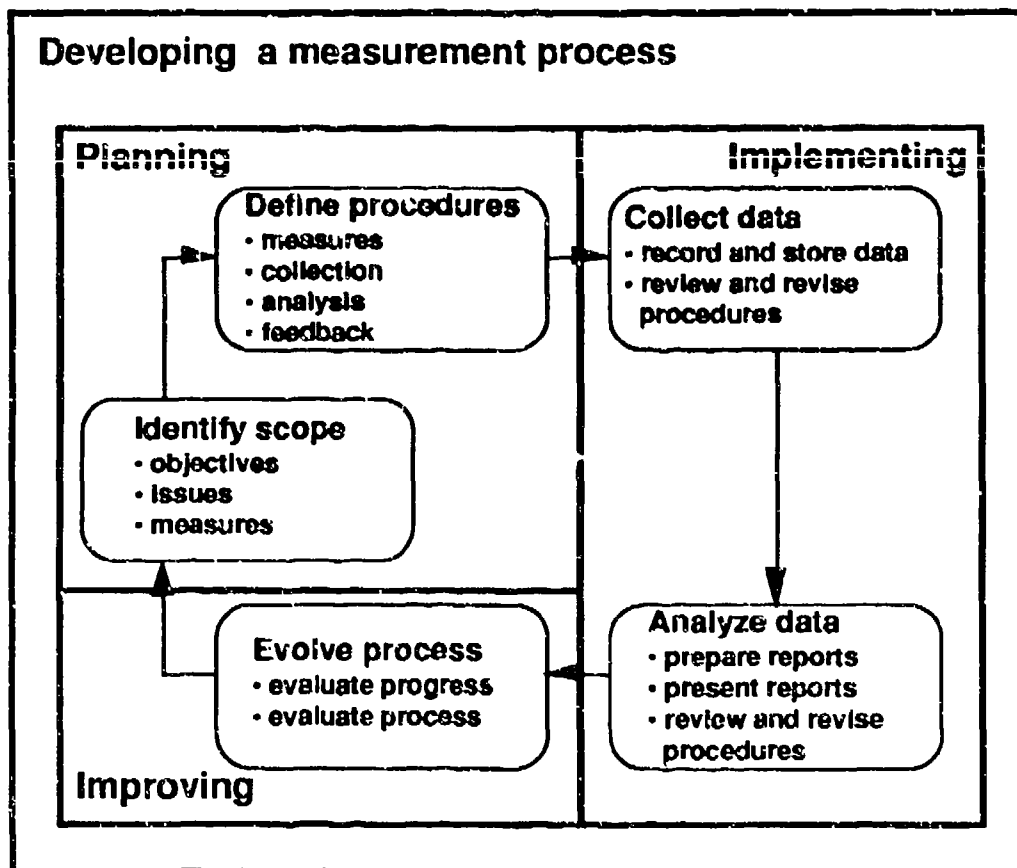 Developing a measurement process
Planning
Implementing
Define procedures
• measures
• collection
• analysis
• feedback
Collect data
• record and store data
• review and revise
procedures
Identify scope
• objectives
• issues
• measures
Evolve process
• evaluate progress
• evaluate process
Analyze data
• prepare reports
• present reports
• review and revise
procedures
Improving